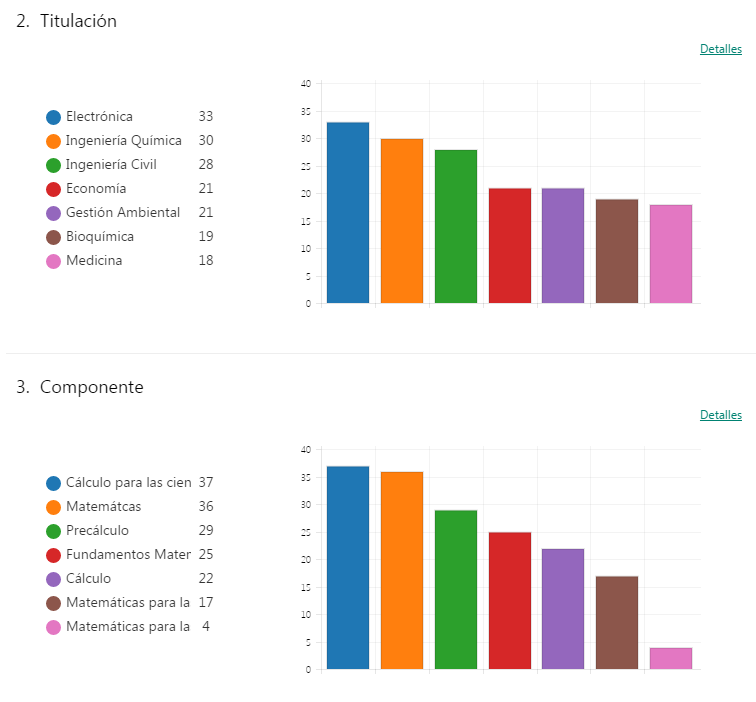 2. Titulación
Detalles
Electrónica 33
Ingeniería Química 30
Ingeniería Civil 28
Economía 21
Gestión Ambiental 21
Bioquímica 19
Medicina 18
40
35
30
25
20
15
10
5
0
3. Componente
Detalles
Cálculo para las cien 37
Matemátcas 36
Precálculo 29
Fundamentos Mater 25
Cálculo 22
Matemáticas para la 17
Matemáticas para la 4
40
35
30
25
20
15
10
5
0